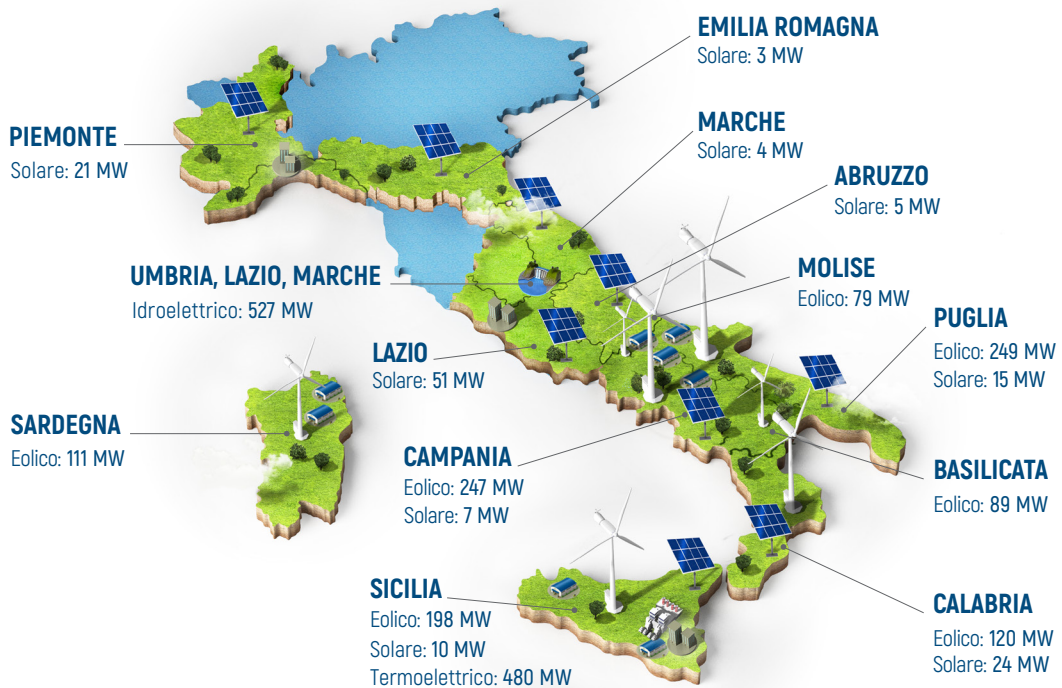 EMILIA ROMAGNA
Solare: 3 MW
MARCHE
Solare: 4 MW
PIEMONTE
Solare: 21 MW
ABRUZZO
Solare: 5 MW
UMBRIA, LAZIO, MARCHE
Idroelettrico: 527 MW
MOLISE
Eolico: 79 MW
PUGLIA
Eolico: 249 MW
Solare: 15 MW
LAZIO
Solare: 51 MW
SARDEGNA
Eolico: 111 MW
CAMPANIA
Eolico: 247 MW
Solare: 7 MW
BASILICATA
Eolico: 89 MW
SICILIA
Eolico: 198 MW
Solare: 10 MW
Termoelettrico: 480 MW
CALABRIA
Eolico: 120 MW
Solare: 24 MW